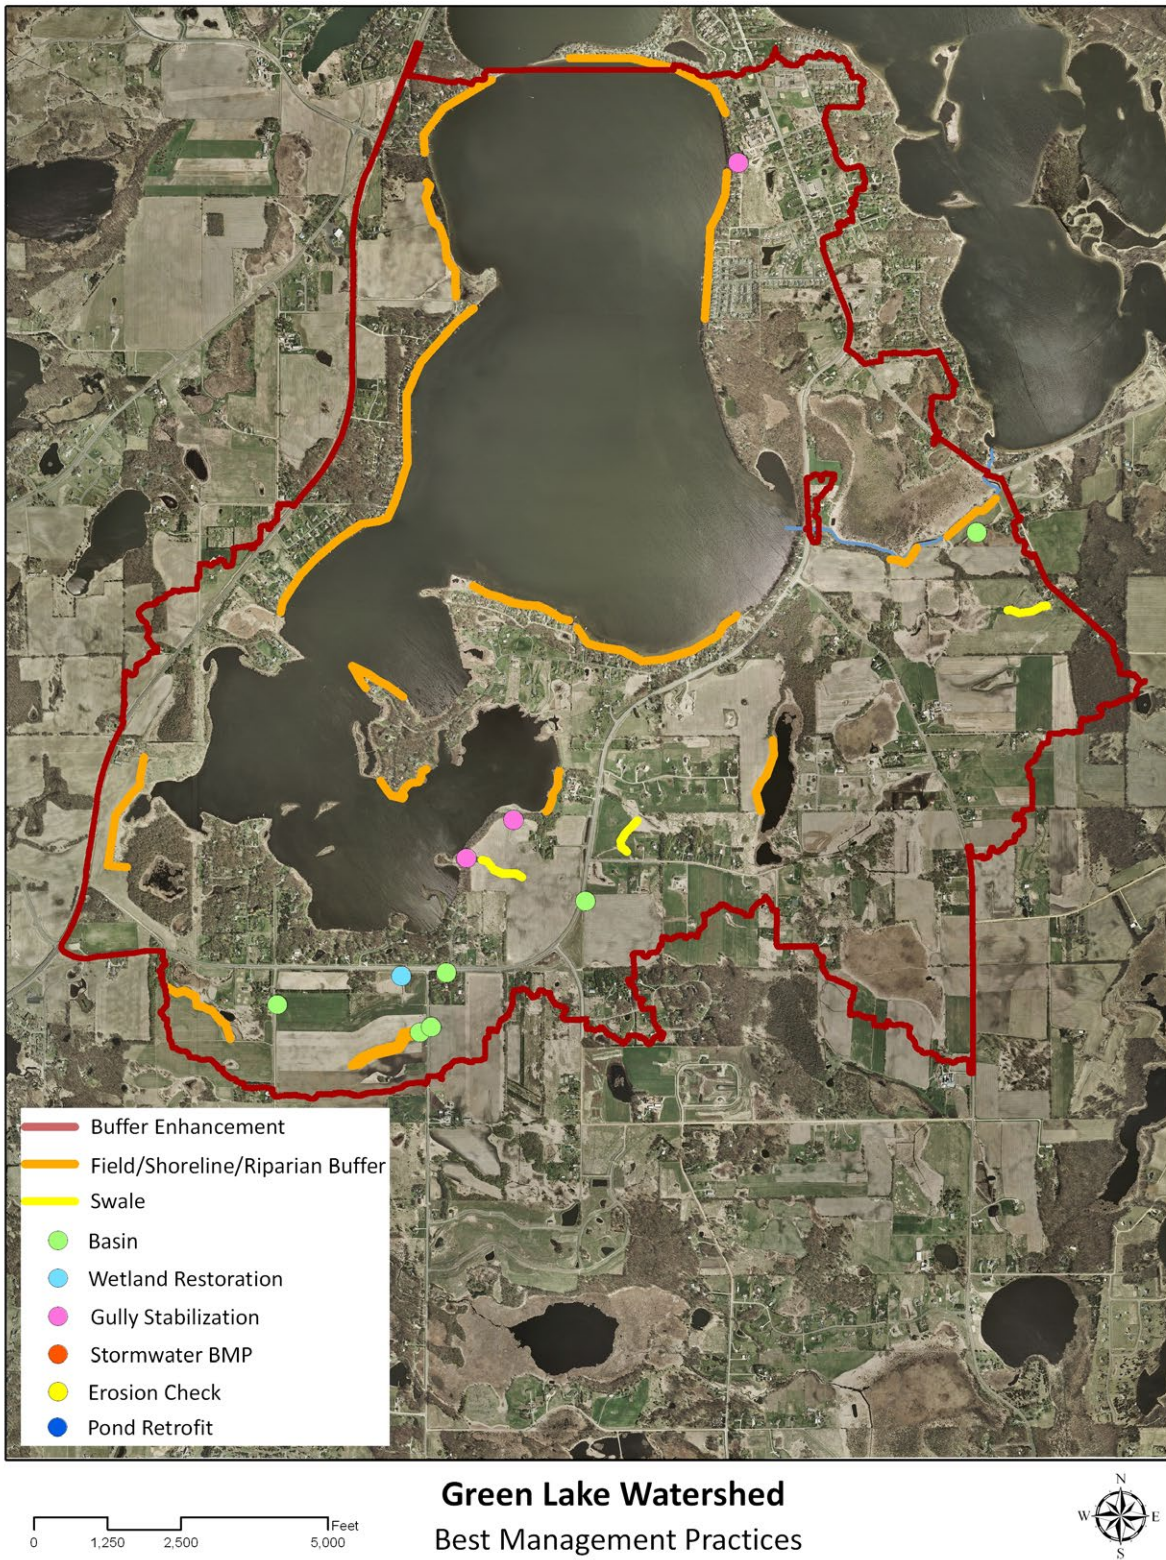 Buffer Enhancement
Field/Shoreline/Riparian Buffer
Swale
Basin
Wetland Restoration
Gully Stabilization
Stormwater BMP
Erosion Check
Pond Retrofit
Green Lake Watershed
Best Management Practices
Feet
0 1,250 2,500 5,000
N
W E
S